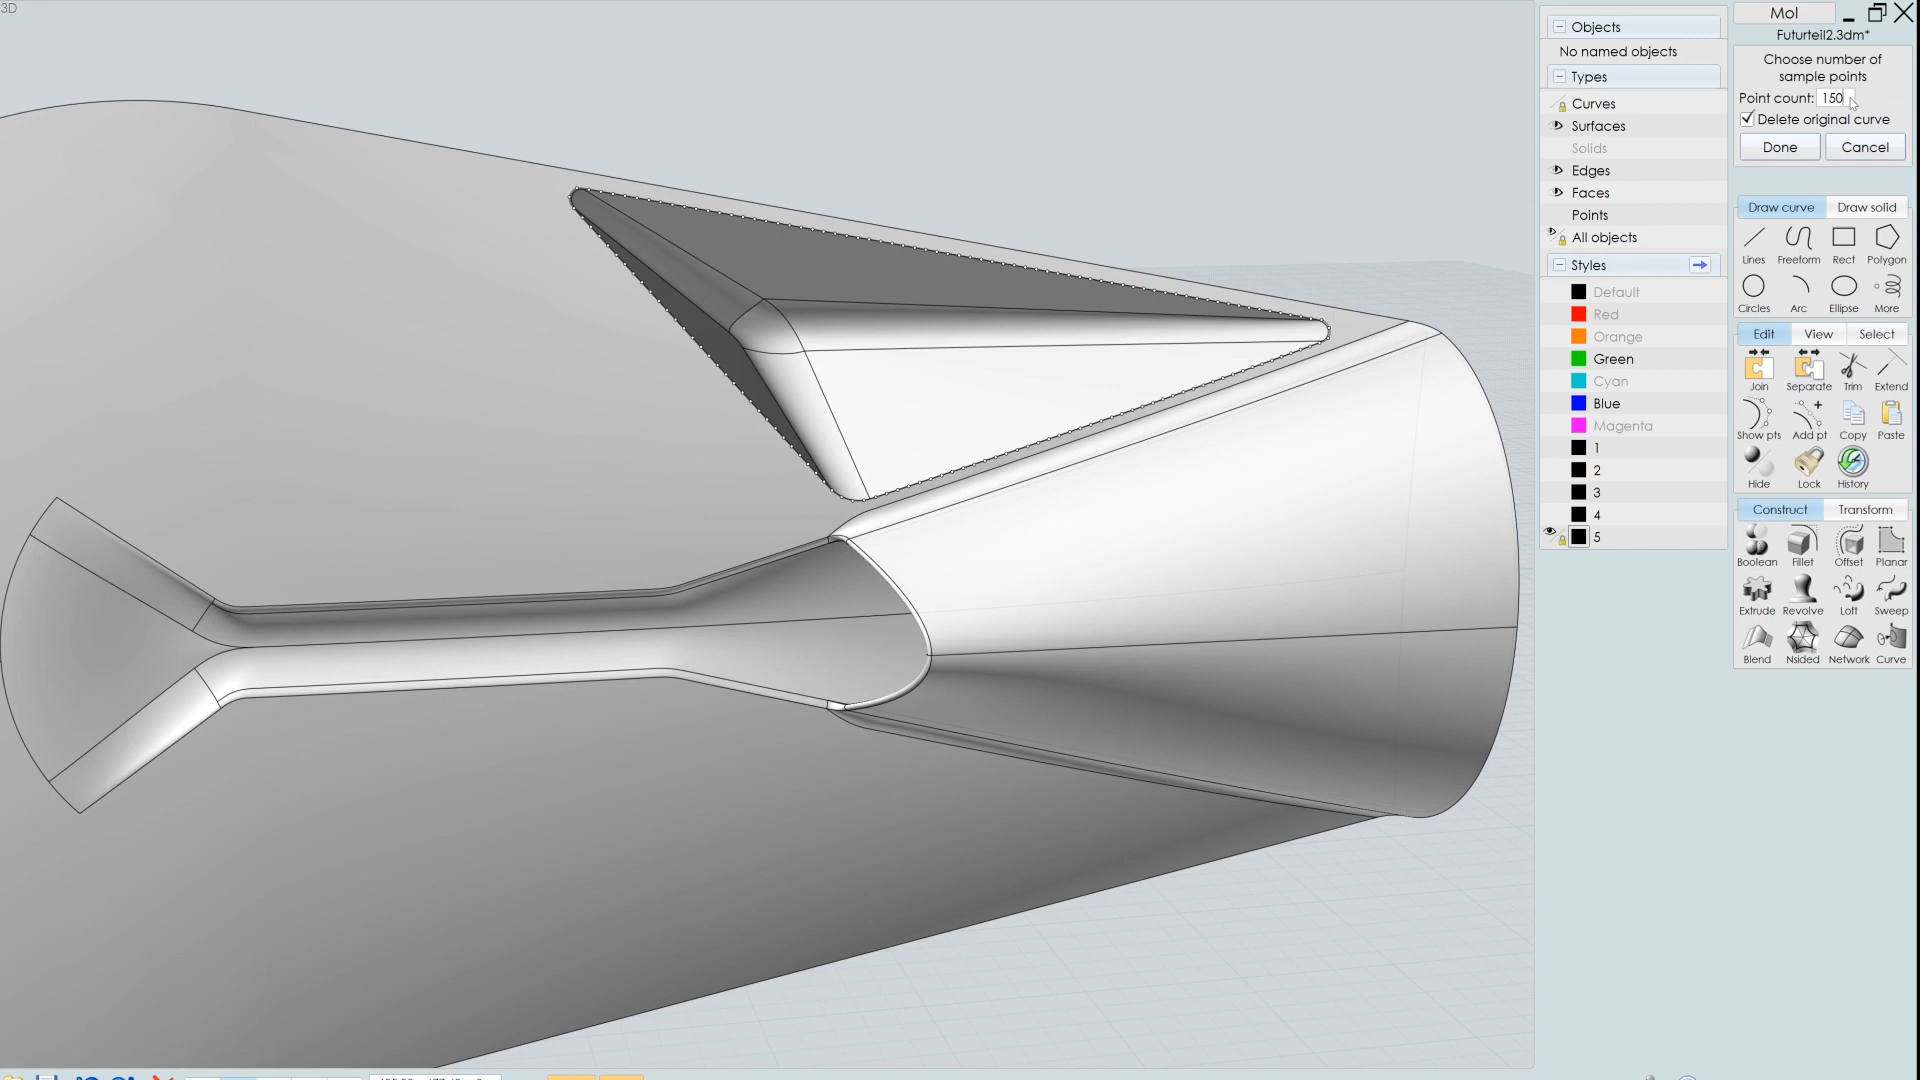 3D
Objects
No named objects
Types
Curves
Surfaces
Solids
Edges
Faces
Points
All objects
Styles
Default
Red
Orange
Green
Cyan
Blue
Magenta
1
2
3
4
5
MoI
Futurteil2.3dm*
Choose number of
sample points
Point count: 150
Delete original curve
Done Cancel
Draw curve Draw solid
Lines Freeform Rect Polygon
Circles Arc Ellipse More
Edit View Select
Join Separate Trim Extend
Show pts Add pt Copy Paste
Hide Lock History
Construct Transform
Boolean Fillet Offset Planar
Extrude Revolve Loft Sweep
Blend Nsided Network Curve